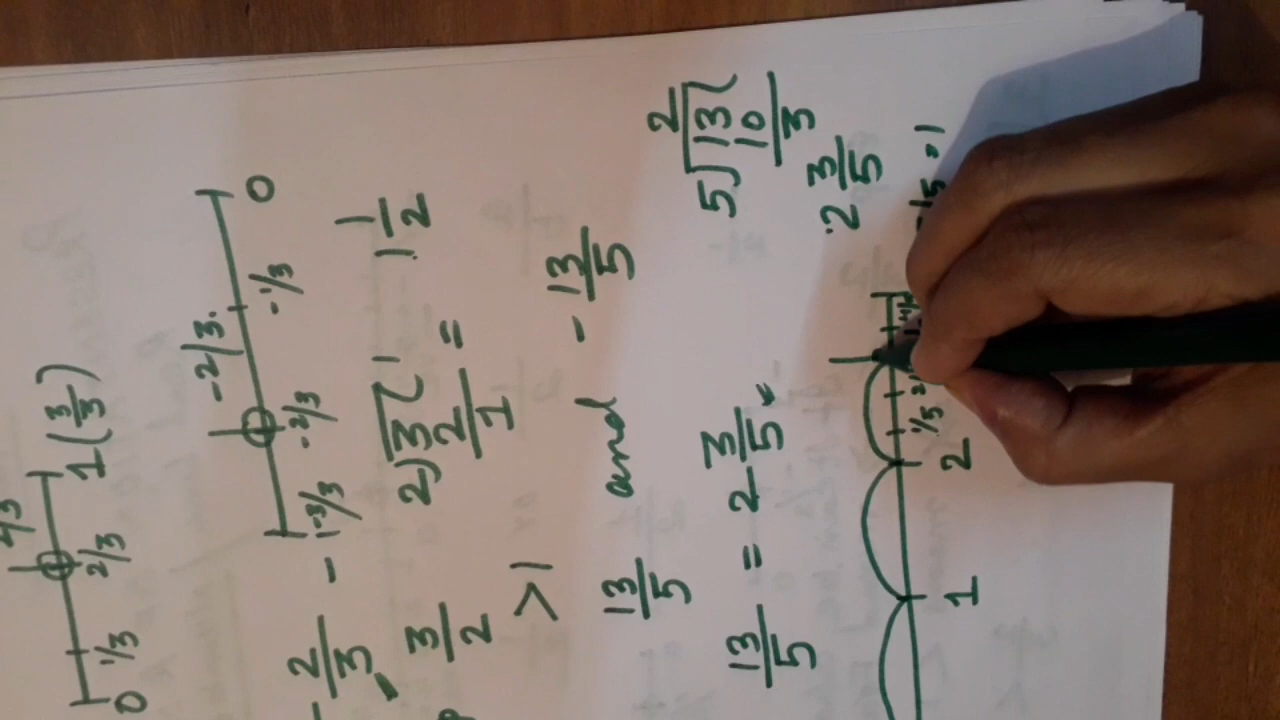 4/3
0 1/3 2/3 1(3/3)
-2/3
-3/3 -2/3 -1/3 0
-2/3
3/2 2)3(1 = 1 1/2
2
1
>1
13/5 and -13/5
13/5 = 2 3/5
2
5)13(
10
3
2 3/5
1 2 1/5